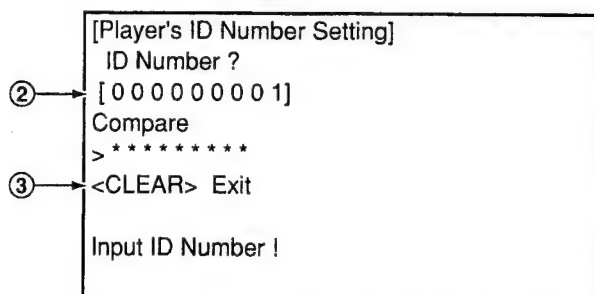 [Player's ID Number Setting]
ID Number ?
② [0 0 0 0 0 0 0 0 1]
Compare
> * * * * * * * * *
③ <CLEAR> Exit
Input ID Number !